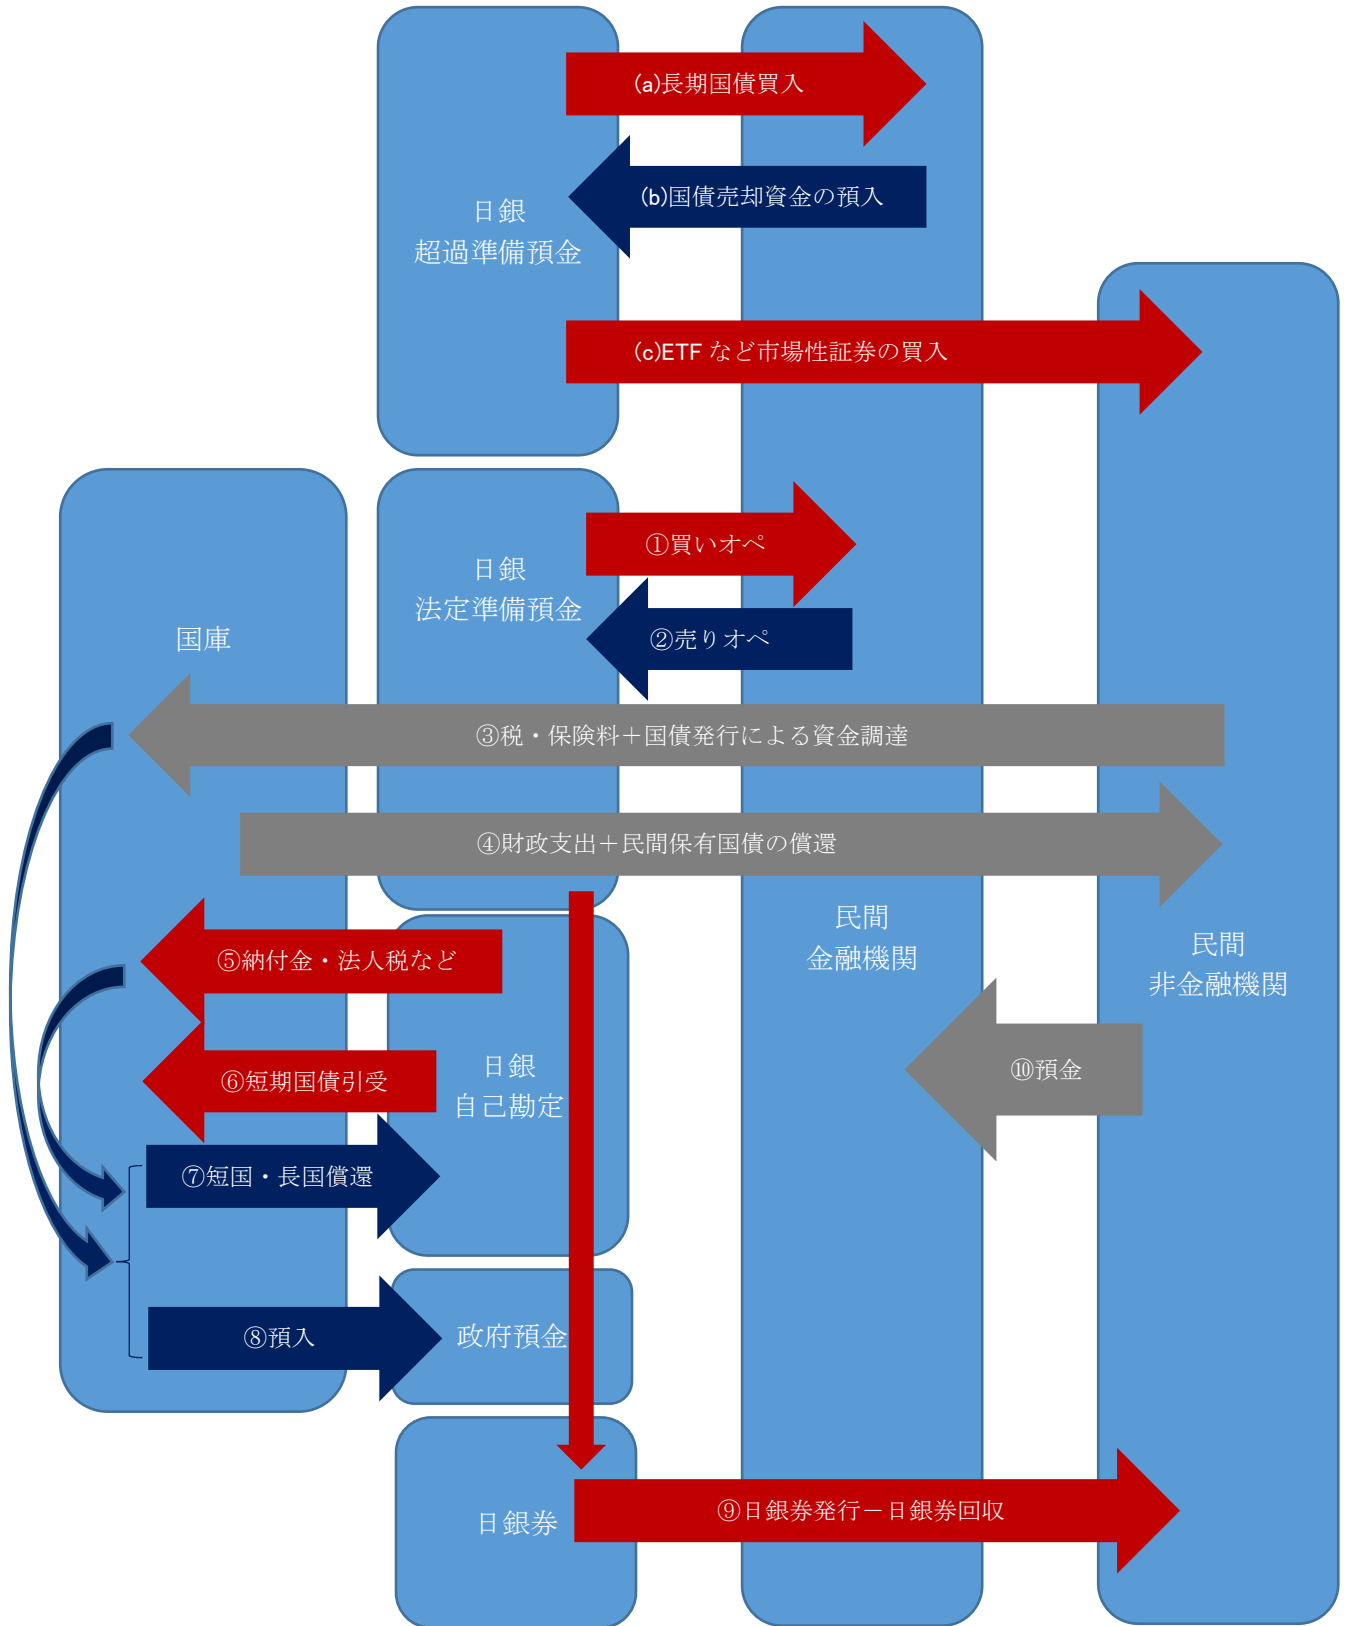 (a)長期国債買入
(b)国債売却資金の預入
日銀
超過準備預金
(c)ETF など市場性証券の買入
①買いオペ
日銀
法定準備預金
②売りオペ
国庫
③税・保険料＋国債発行による資金調達
④財政支出＋民間保有国債の償還
民間
金融機関
民間
非金融機関
⑤納付金・法人税など
日銀
自己勘定
⑥短期国債引受
⑩預金
⑦短国・長国償還
⑧預入
政府預金
日銀券
⑨日銀券発行－日銀券回収